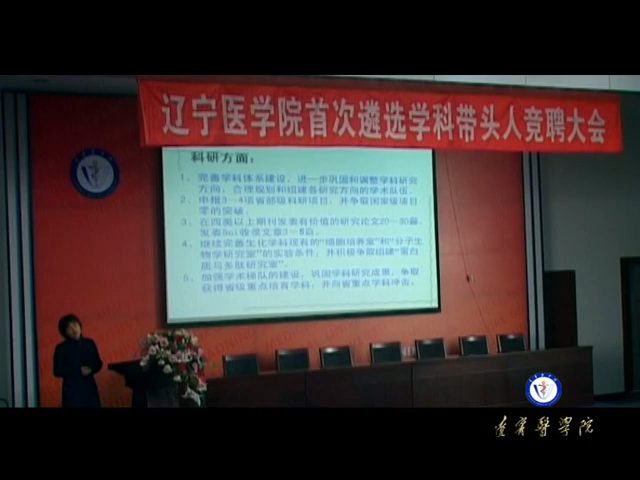 辽宁医学院首次遴选学科带头人竞聘大会
科研方面：
1、完善学科体系建设，进一步巩固和调整学科研究
方向，合理规划和组建各研究方向的学术队伍。
2、申报3－4项省部级科研项目，并争取国家级项目
零的突破。
3、在四类以上期刊发表有价值的研究论文20－30篇，
发表Sci收录文章3－5篇。
4、继续完善生化学科现有的“细胞培养室”和“分子生
物学研究室”的实验条件，并积极争取组建“蛋白
质与多肽研究室”。
5、加强学术梯队的建设，巩固学科研究成果，争取
获得省级重点培育学科，并向省重点学科冲击。
辽宁醫学院